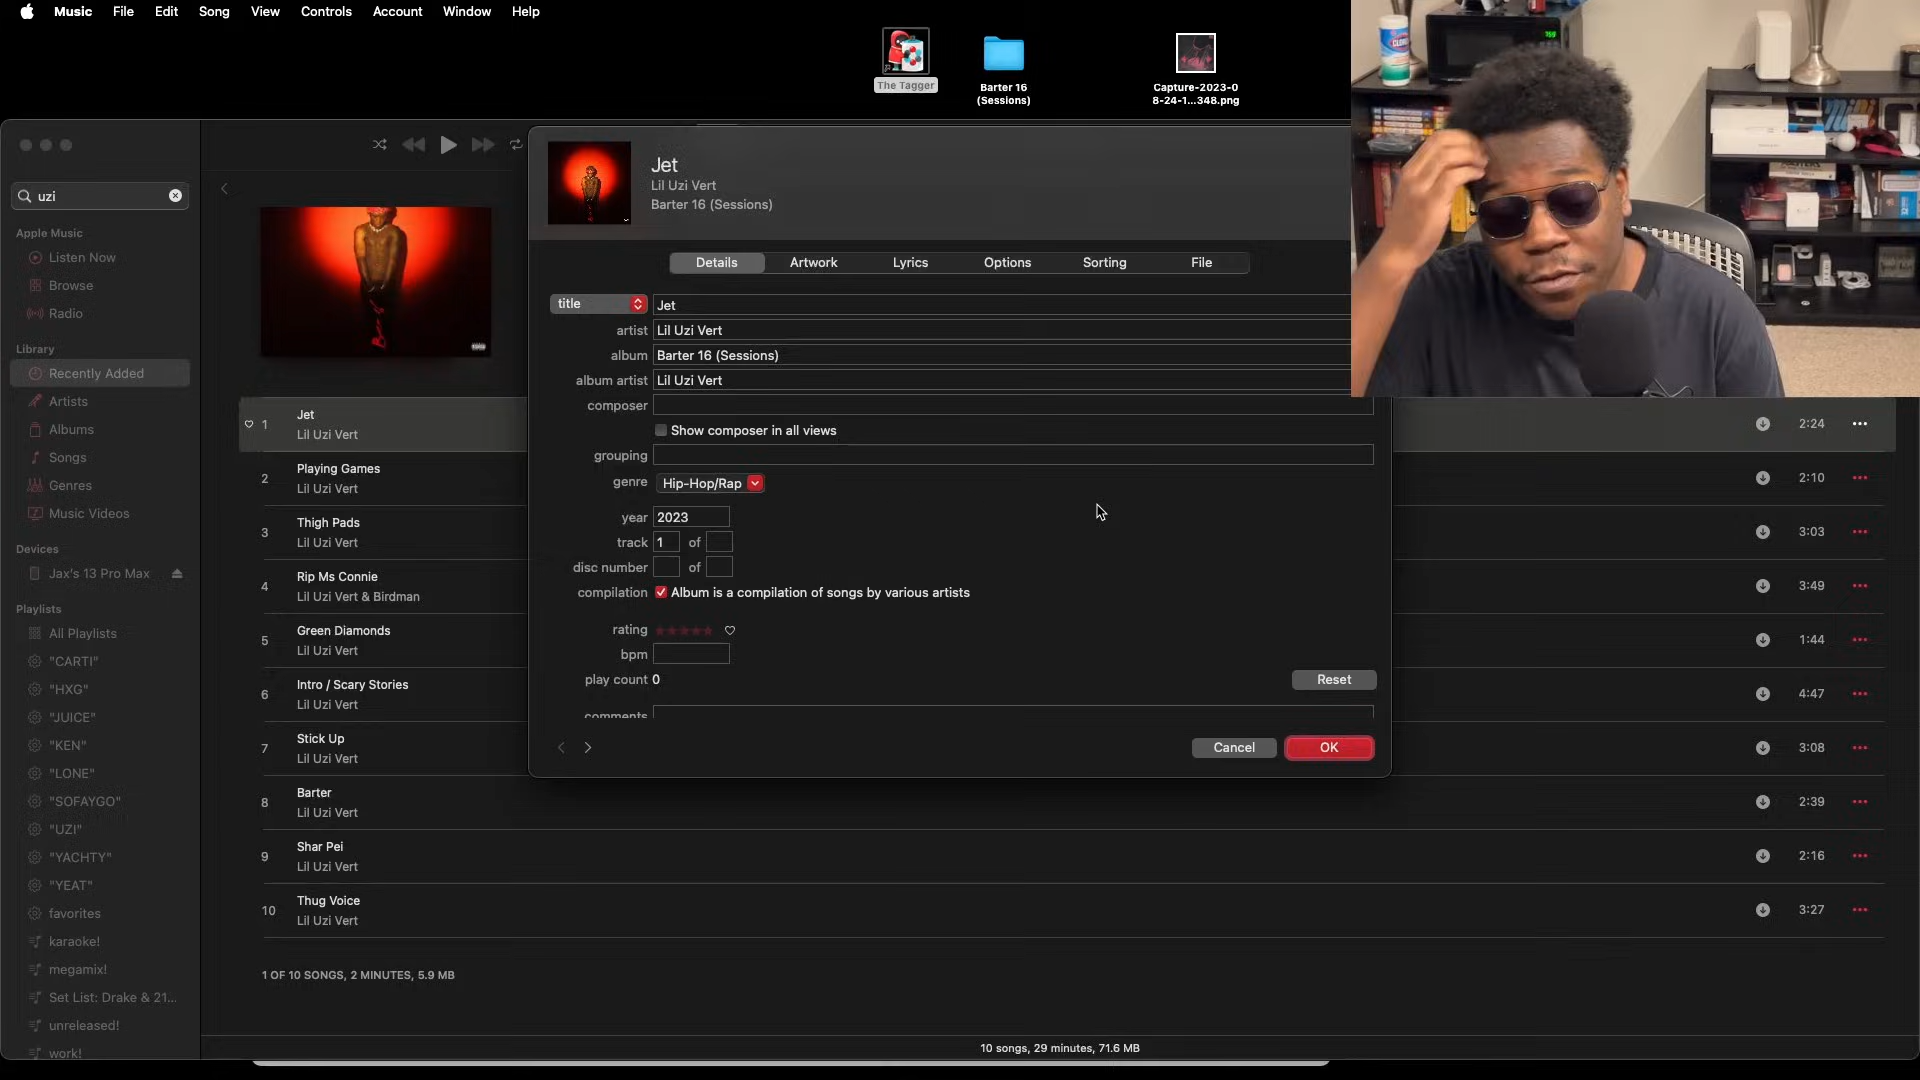 Music File Edit Song View Controls Account Window Help
The Tagger
Barter 16
(Sessions)
Capture-2023-0
8-24-1...348.png
uzi
Apple Music
Listen Now
Browse
Radio
Library
Recently Added
Artists
Albums
Songs
Genres
Music Videos
Devices
Jax's 13 Pro Max
Playlists
All Playlists
"CARTI"
"HXG"
"JUICE"
"KEN"
"LONE"
"SOFAYGO"
"UZI"
"YACHTY"
"YEAT"
favorites
karaoke!
megamix!
Set List: Drake & 21...
unreleased!
work!
Jet
Lil Uzi Vert
Barter 16 (Sessions)
Details Artwork Lyrics Options Sorting File
title Jet
artist Lil Uzi Vert
album Barter 16 (Sessions)
album artist Lil Uzi Vert
composer
Show composer in all views
grouping
genre Hip-Hop/Rap
year 2023
track 1 of
disc number of
compilation Album is a compilation of songs by various artists
rating
bpm
play count 0 Reset
comments
Cancel OK
1 Jet 2:24
Lil Uzi Vert
2 Playing Games 2:10
Lil Uzi Vert
3 Thigh Pads 3:03
Lil Uzi Vert
4 Rip Ms Connie 3:49
Lil Uzi Vert & Birdman
5 Green Diamonds 1:44
Lil Uzi Vert
6 Intro / Scary Stories 4:47
Lil Uzi Vert
7 Stick Up 3:08
Lil Uzi Vert
8 Barter 2:39
Lil Uzi Vert
9 Shar Pei 2:16
Lil Uzi Vert
10 Thug Voice 3:27
Lil Uzi Vert
1 OF 10 SONGS, 2 MINUTES, 5.9 MB
10 songs, 29 minutes, 71.6 MB